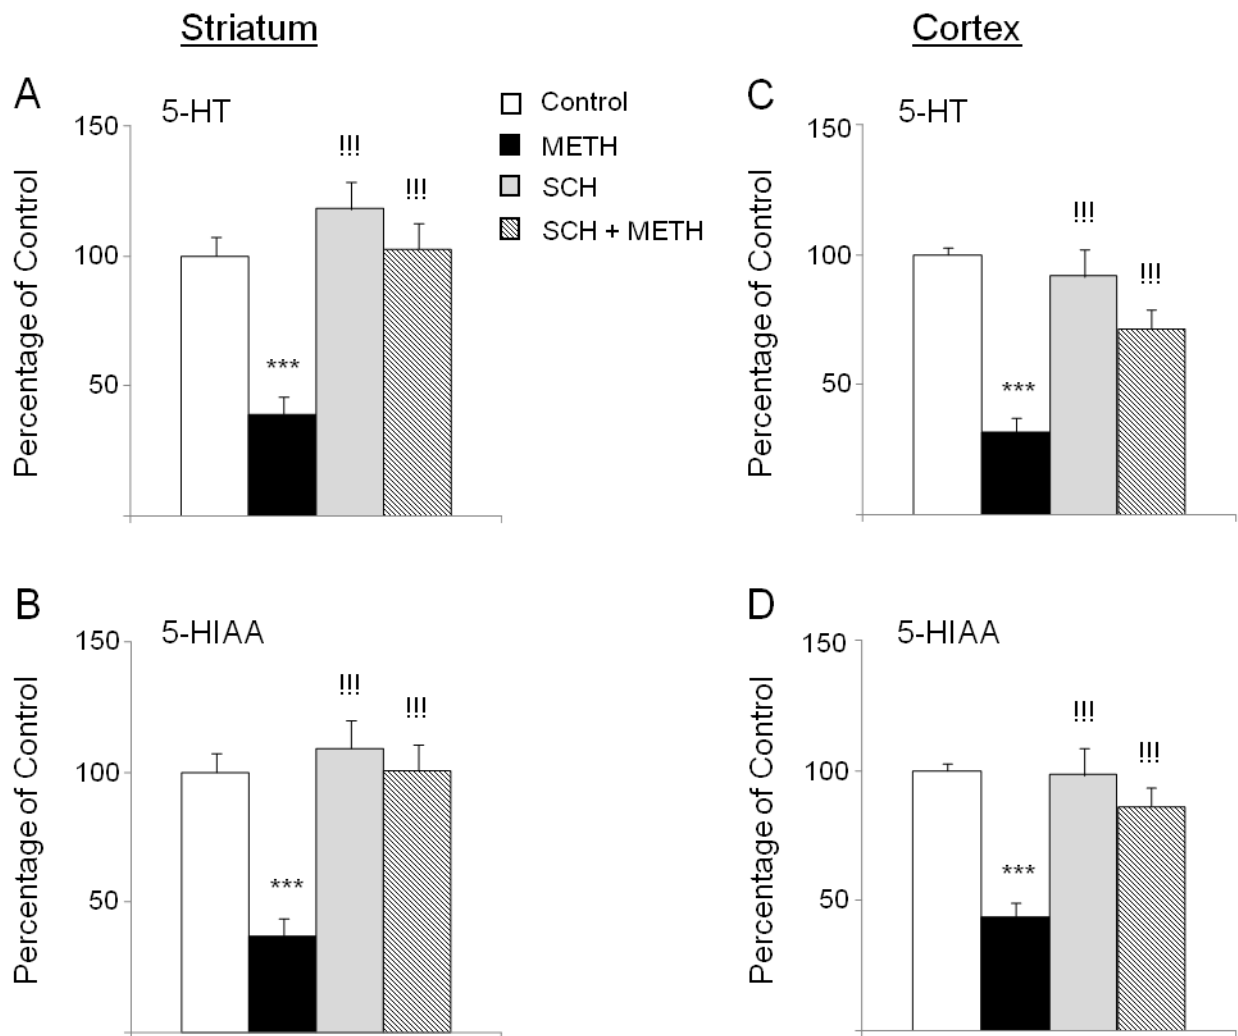 Striatum
Cortex
A
5-HT
150
100
50
Percentage of Control
!!!
!!!
***
Control
METH
SCH
SCH + METH
C
5-HT
150
100
50
Percentage of Control
!!!
!!!
***
B
5-HIAA
150
100
50
Percentage of Control
!!!
!!!
***
D
5-HIAA
150
100
50
Percentage of Control
!!!
!!!
***